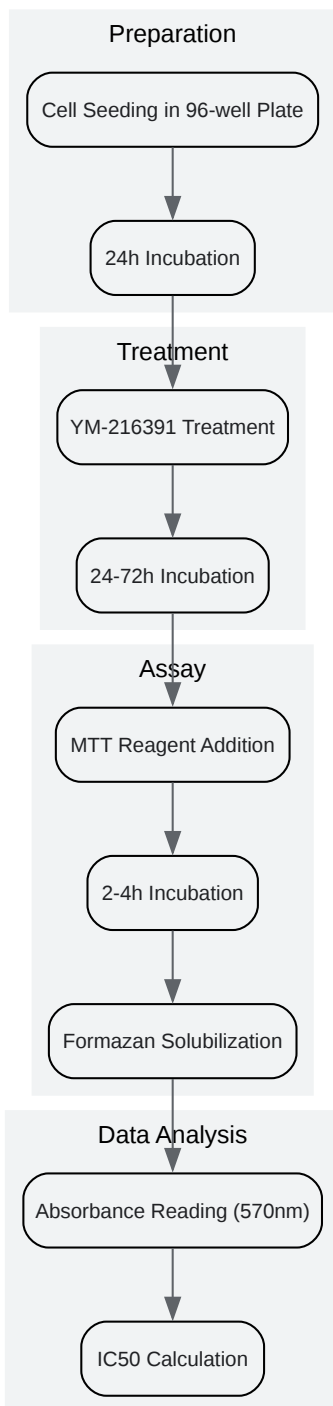 Preparation
Cell Seeding in 96-well Plate
24h Incubation
Treatment
YM-216391 Treatment
24-72h Incubation
Assay
MTT Reagent Addition
2-4h Incubation
Formazan Solubilization
Data Analysis
Absorbance Reading (570nm)
IC50 Calculation